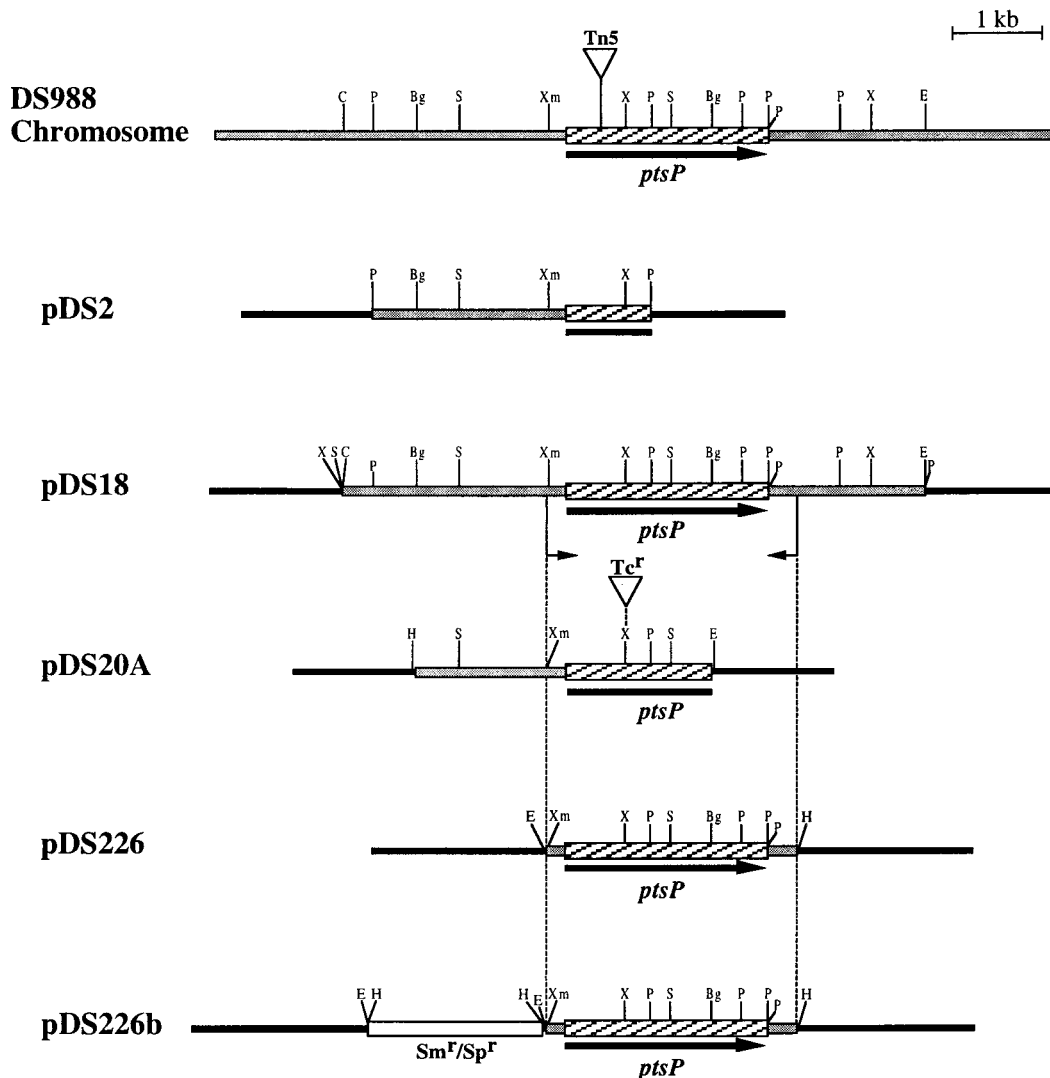 1 kb
Tn5
DS988
Chromosome
C P Bg S Xm X P S Bg P P P P X E
ptsP
pDS2
P Bg S Xm X P
pDS18
X S C P Bg S Xm X P S Bg P P P P X E P
ptsP
Tcr
pDS20A
H S Xm X P S E
ptsP
pDS226
E Xm X P S Bg P P P H
ptsP
pDS226b
E H H E Xm X P S Bg P P P H
Smr/Spr
ptsP